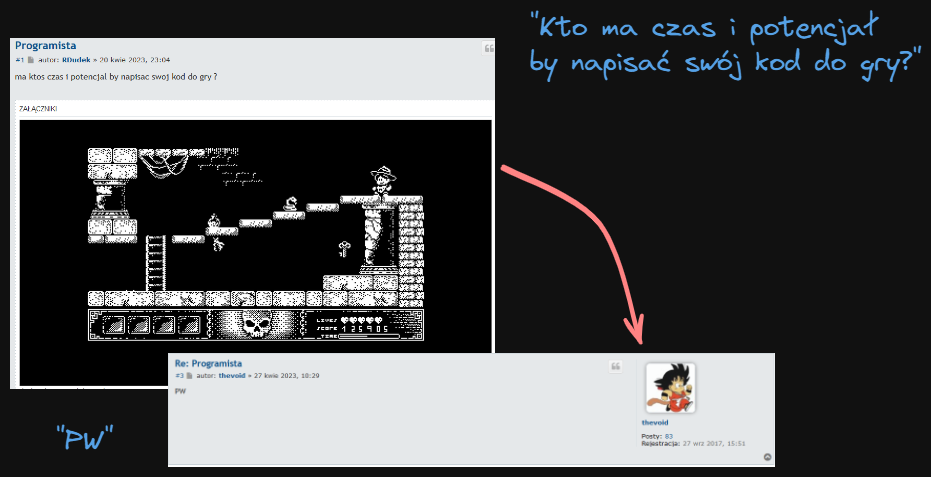 "Kto ma czas i potencjał
by napisać swój kod do gry?"
Programista
#1 autor: RDudek » 20 kwie 2023, 23:04
ma ktos czas i potencjal by napisac swoj kod do gry ?
ZAŁĄCZNIKI
LIVES
SCORE 125905
TIME
Re: Programista
#3 autor: thevoid » 27 kwie 2023, 10:29
PW
thevoid
Posty: 83
Rejestracja: 27 wrz 2017, 15:51
"PW"